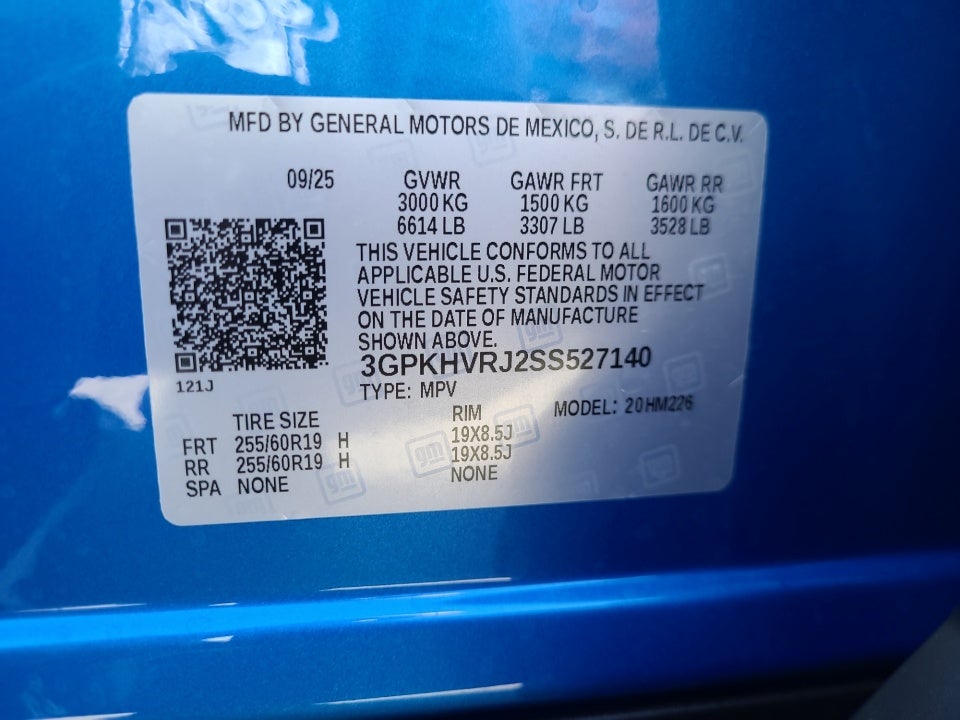 MFD BY GENERAL MOTORS DE MEXICO, S. DE R.L. DE C.V.
09/25 GVWR GAWR FRT GAWR RR
3000 KG 1500 KG 1600 KG
6614 LB 3307 LB 3528 LB
THIS VEHICLE CONFORMS TO ALL
APPLICABLE U.S. FEDERAL MOTOR
VEHICLE SAFETY STANDARDS IN EFFECT
ON THE DATE OF MANUFACTURE
SHOWN ABOVE.
3GPKHVRJ2SS527140
121J
TYPE: MPV
MODEL: 20HM226
TIRE SIZE RIM
FRT 255/60R19 H 19X8.5J
RR 255/60R19 H 19X8.5J
SPA NONE NONE
gm
gm
gm